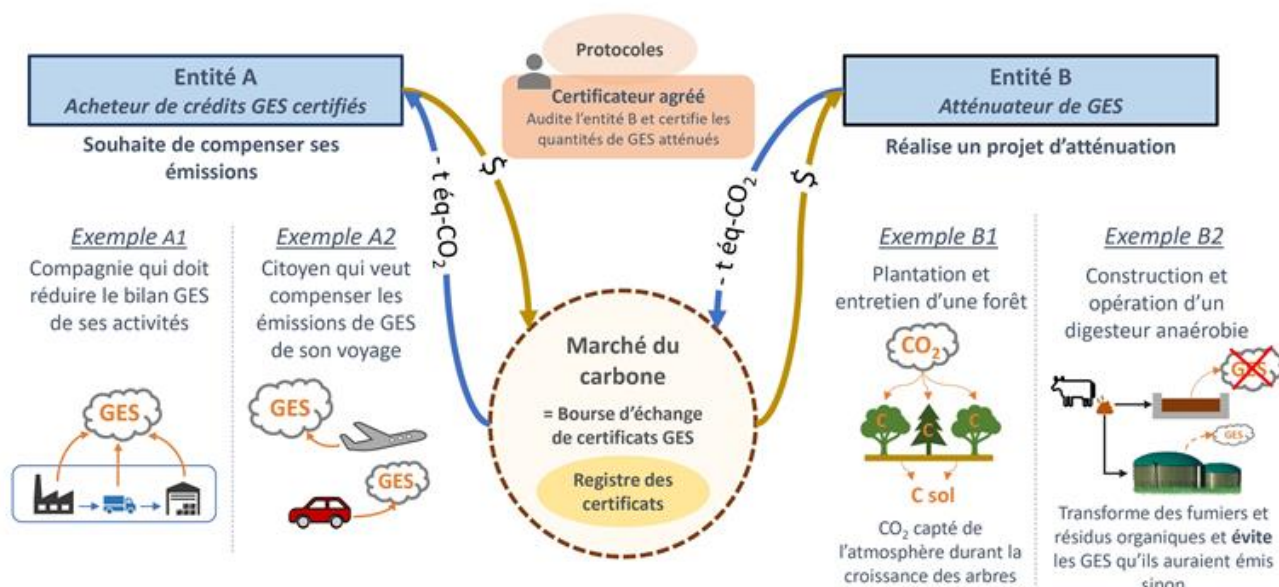 Protocoles
Certificateur agréé
Audite l'entité B et certifie les
quantités de GES atténués
Entité A
Acheteur de crédits GES certifiés
Souhaite de compenser ses
émissions
Exemple A1
Compagnie qui doit
réduire le bilan GES
de ses activités
GES
Exemple A2
Citoyen qui veut
compenser les
émissions de GES
de son voyage
GES
GES
- t éq-CO₂
$
Marché du
carbone
= Bourse d'échange
de certificats GES
Registre des
certificats
- t éq-CO₂
$
Entité B
Atténuateur de GES
Réalise un projet d'atténuation
Exemple B1
Plantation et
entretien d'une forêt
CO₂
C C C
C sol
CO₂ capté de
l'atmosphère durant la
croissance des arbres
Exemple B2
Construction et
opération d'un
digesteur anaérobie
GES
GES
Transforme des fumiers et
résidus organiques et évite
les GES qu'ils auraient émis
sinon